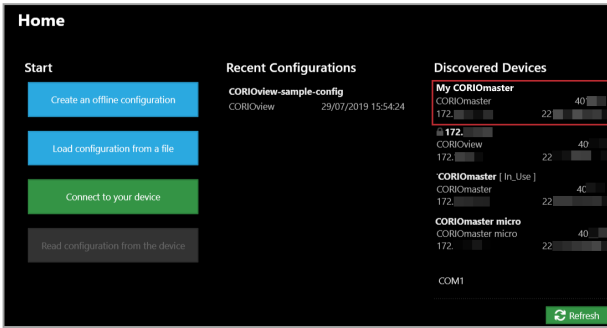 Home
Start
Create an offline configuration
Load configuration from a file
Connect to your device
Read configuration from the device
Recent Configurations
CORIOview-sample-config
CORIOview 29/07/2019 15:54:24
Discovered Devices
My CORIOmaster
CORIOmaster 40
172. 22
172.
CORIOview 40
172. 22
'CORIOmaster [ In_Use ]
CORIOmaster 40
172. 22
CORIOmaster micro
CORIOmaster micro 40
172. 22
COM1
Refresh